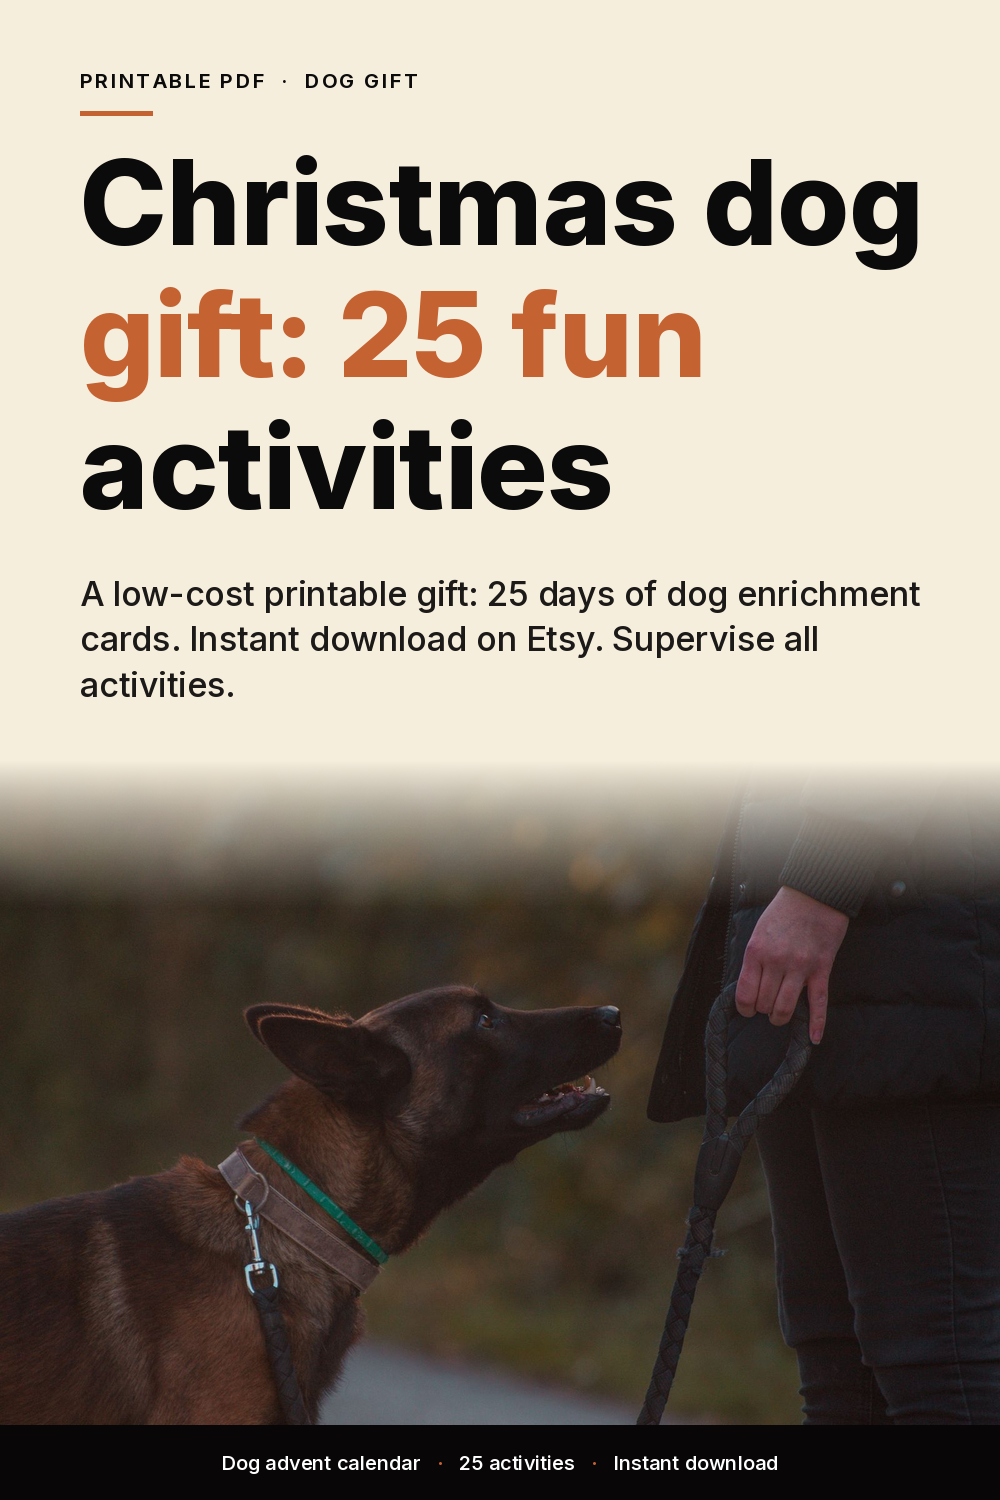 PRINTABLE PDF · DOG GIFT
Christmas dog
gift: 25 fun
activities
A low-cost printable gift: 25 days of dog enrichment
cards. Instant download on Etsy. Supervise all
activities.
Dog advent calendar · 25 activities · Instant download